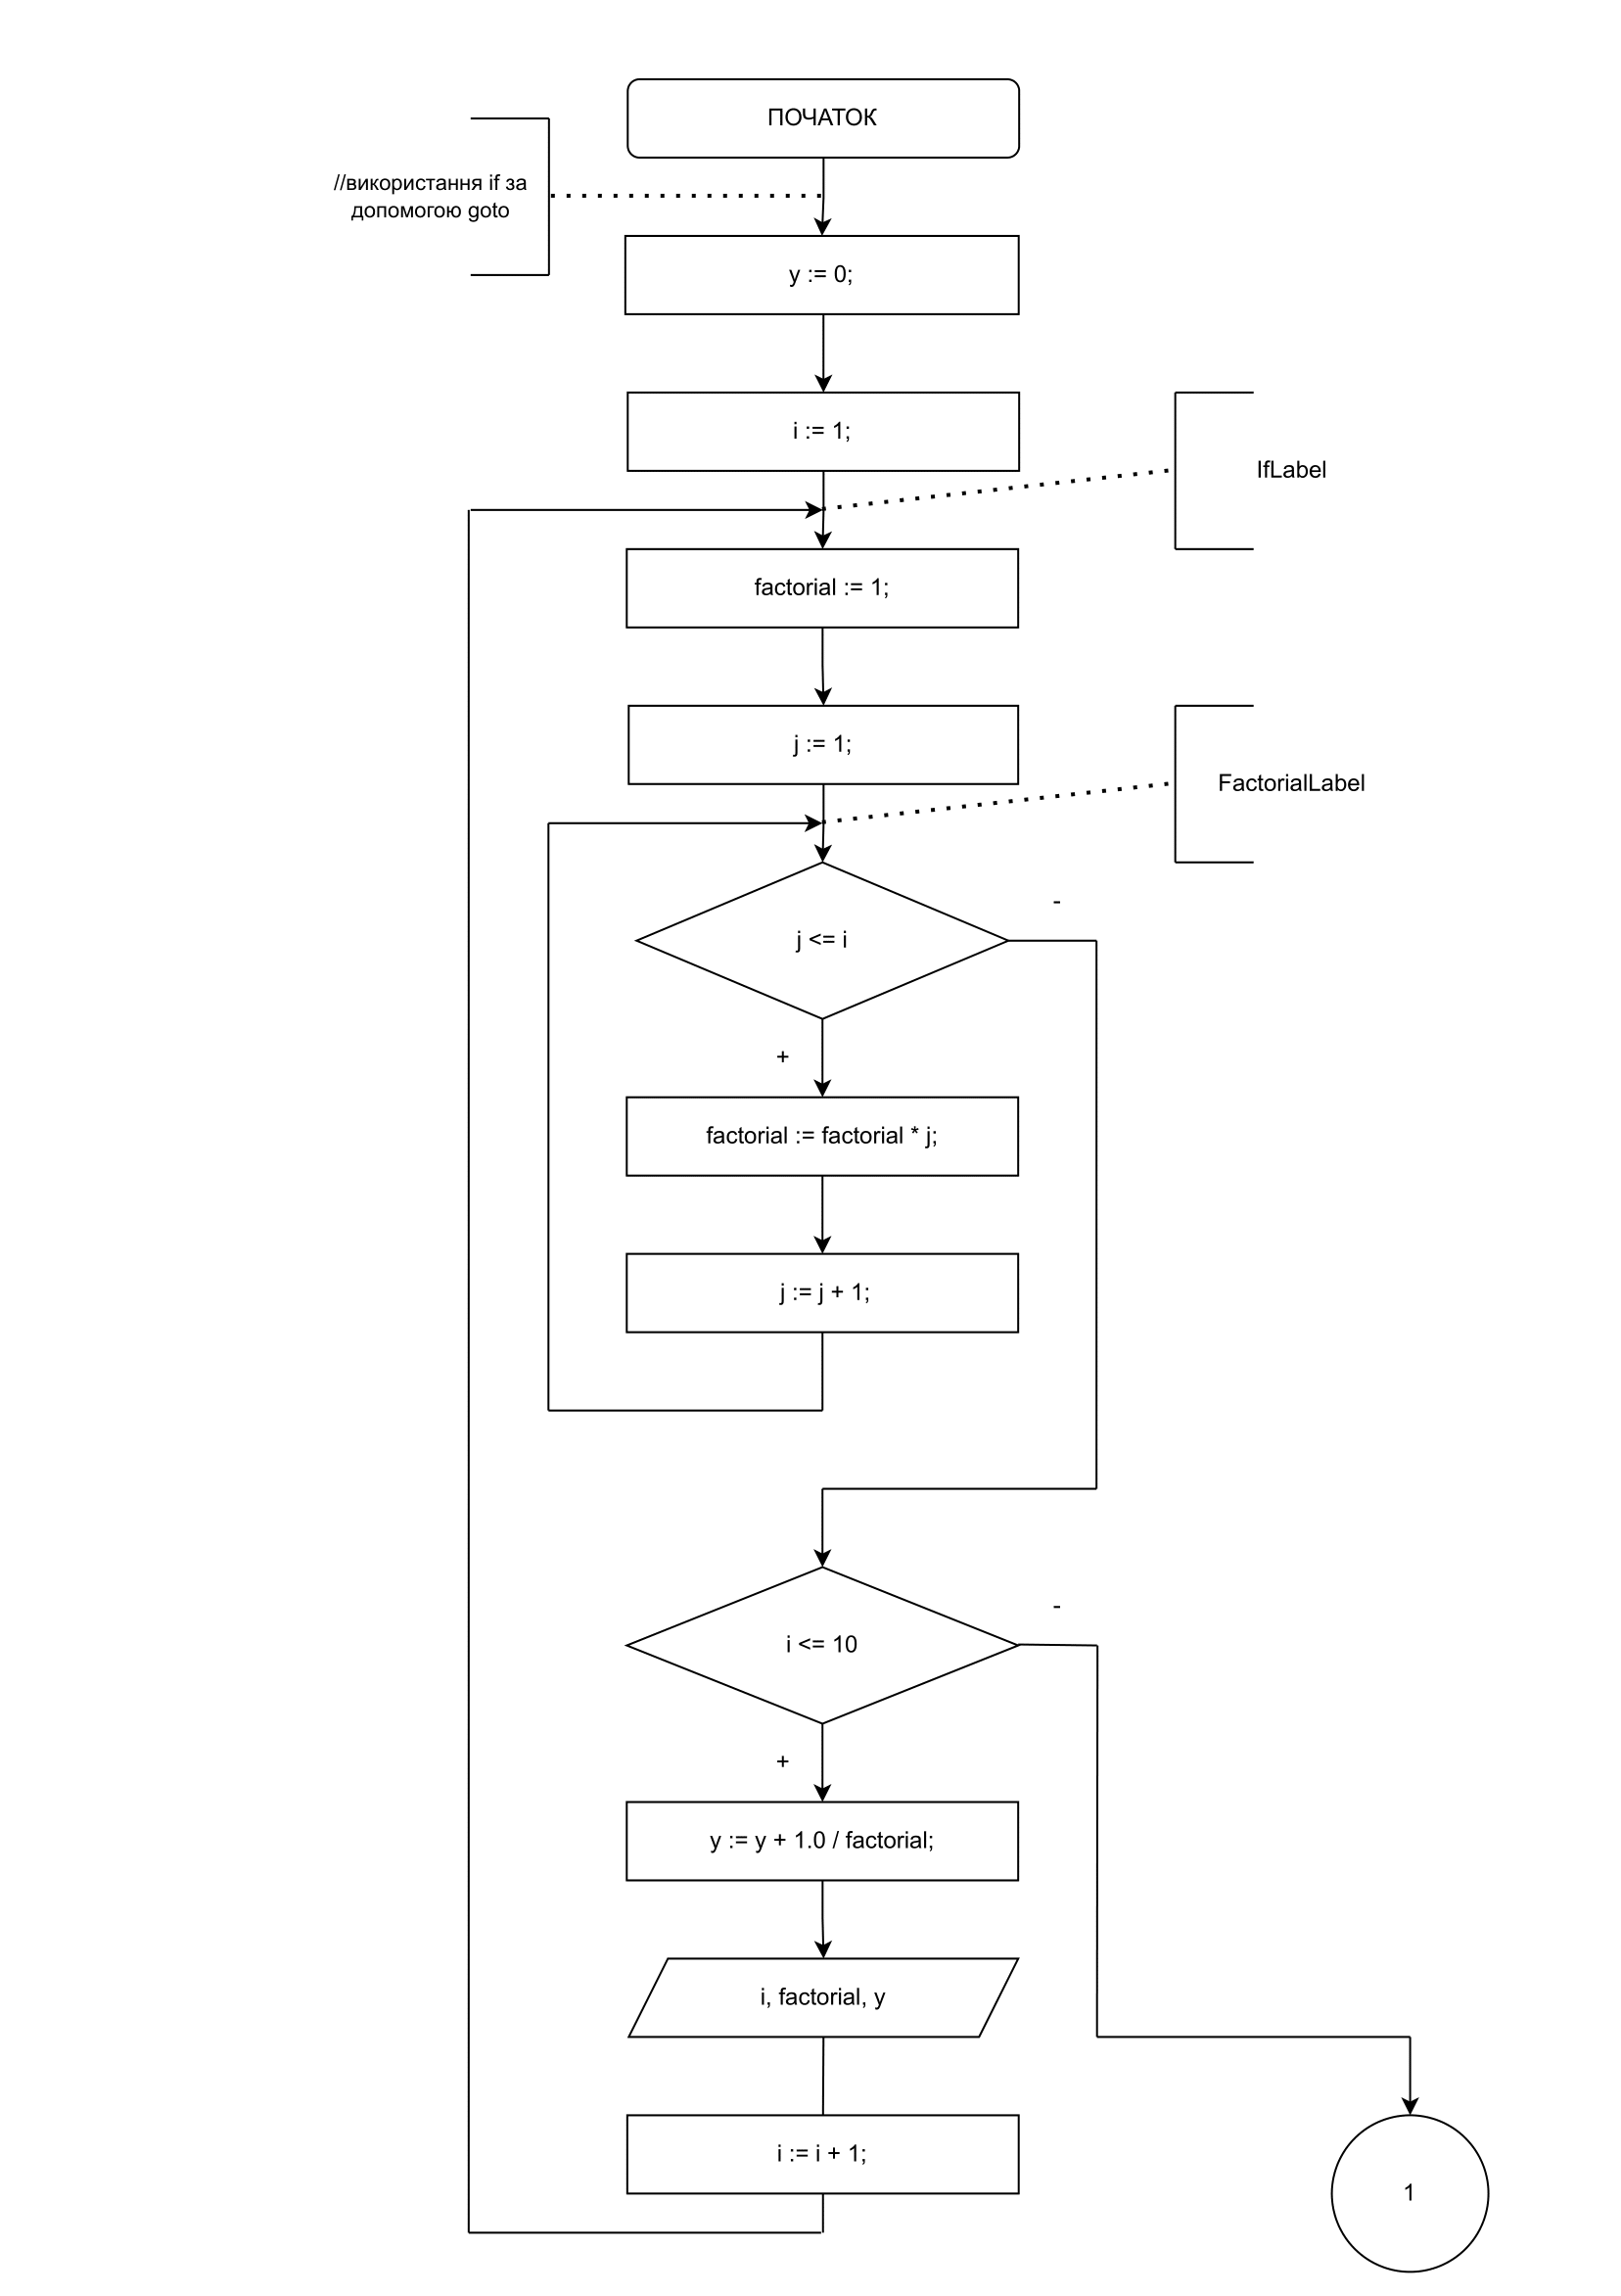 ПОЧАТОК
//використання if за
допомогою goto
y := 0;
i := 1;
IfLabel
factorial := 1;
j := 1;
FactorialLabel
-
j <= i
+
factorial := factorial * j;
j := j + 1;
-
i <= 10
+
y := y + 1.0 / factorial;
i, factorial, y
i := i + 1;
1